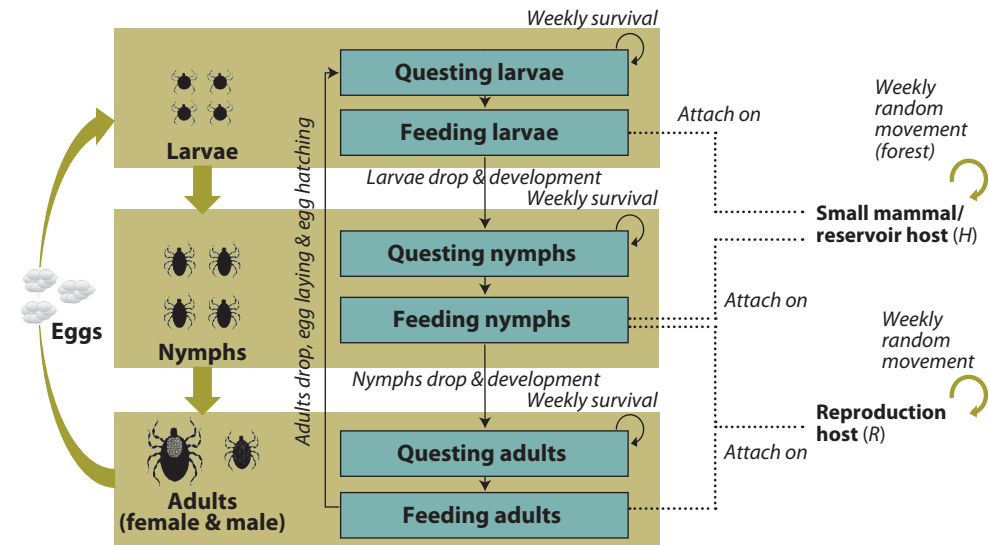 Weekly survival
Questing larvae
Feeding larvae
Larvae
Attach on
Weekly
random
movement
(forest)
Larvae drop & development
Weekly survival
Small mammal/
reservoir host (H)
Adults drop, egg laying & egg hatching
Questing nymphs
Feeding nymphs
Nymphs
Eggs
Attach on
Weekly
random
movement
Nymphs drop & development
Weekly survival
Reproduction
host (R)
Questing adults
Attach on
Feeding adults
Adults
(female & male)